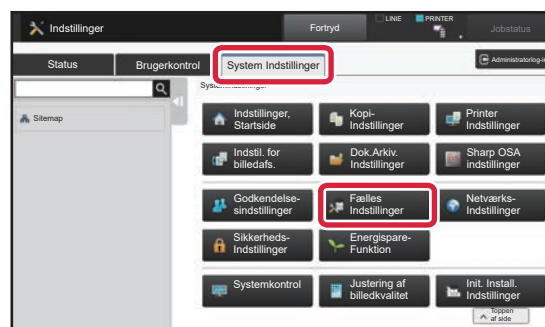 Indstillinger
Fortryd
LINIE
PRINTER
Jobstatus
Status
Brugerkontrol
System Indstillinger
Administratorlog-in
Sitemap
Indstillinger,
Startside
Kopi-
Indstillinger
Printer
Indstillinger
Indstil. for
billedafs.
Dok.Arkiv.
Indstillinger
Sharp OSA
indstillinger
Godkendelse-
sindstillinger
Fælles
Indstillinger
Netværks-
Indstillinger
Sikkerheds-
Indstillinger
Energispare-
Funktion
Systemkontrol
Justering af
billedkvalitet
Init. Install.
Indstillinger
Toppen
af side